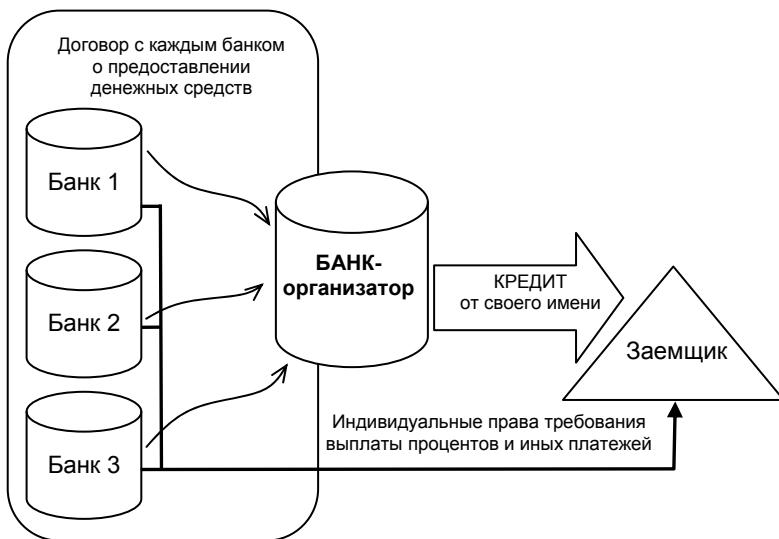 Договор с каждым банком
о предоставлении
денежных средств
Банк 1
Банк 2
Банк 3
БАНК-
организатор
КРЕДИТ
от своего имени
Заемщик
Индивидуальные права требования
выплаты процентов и иных платежей